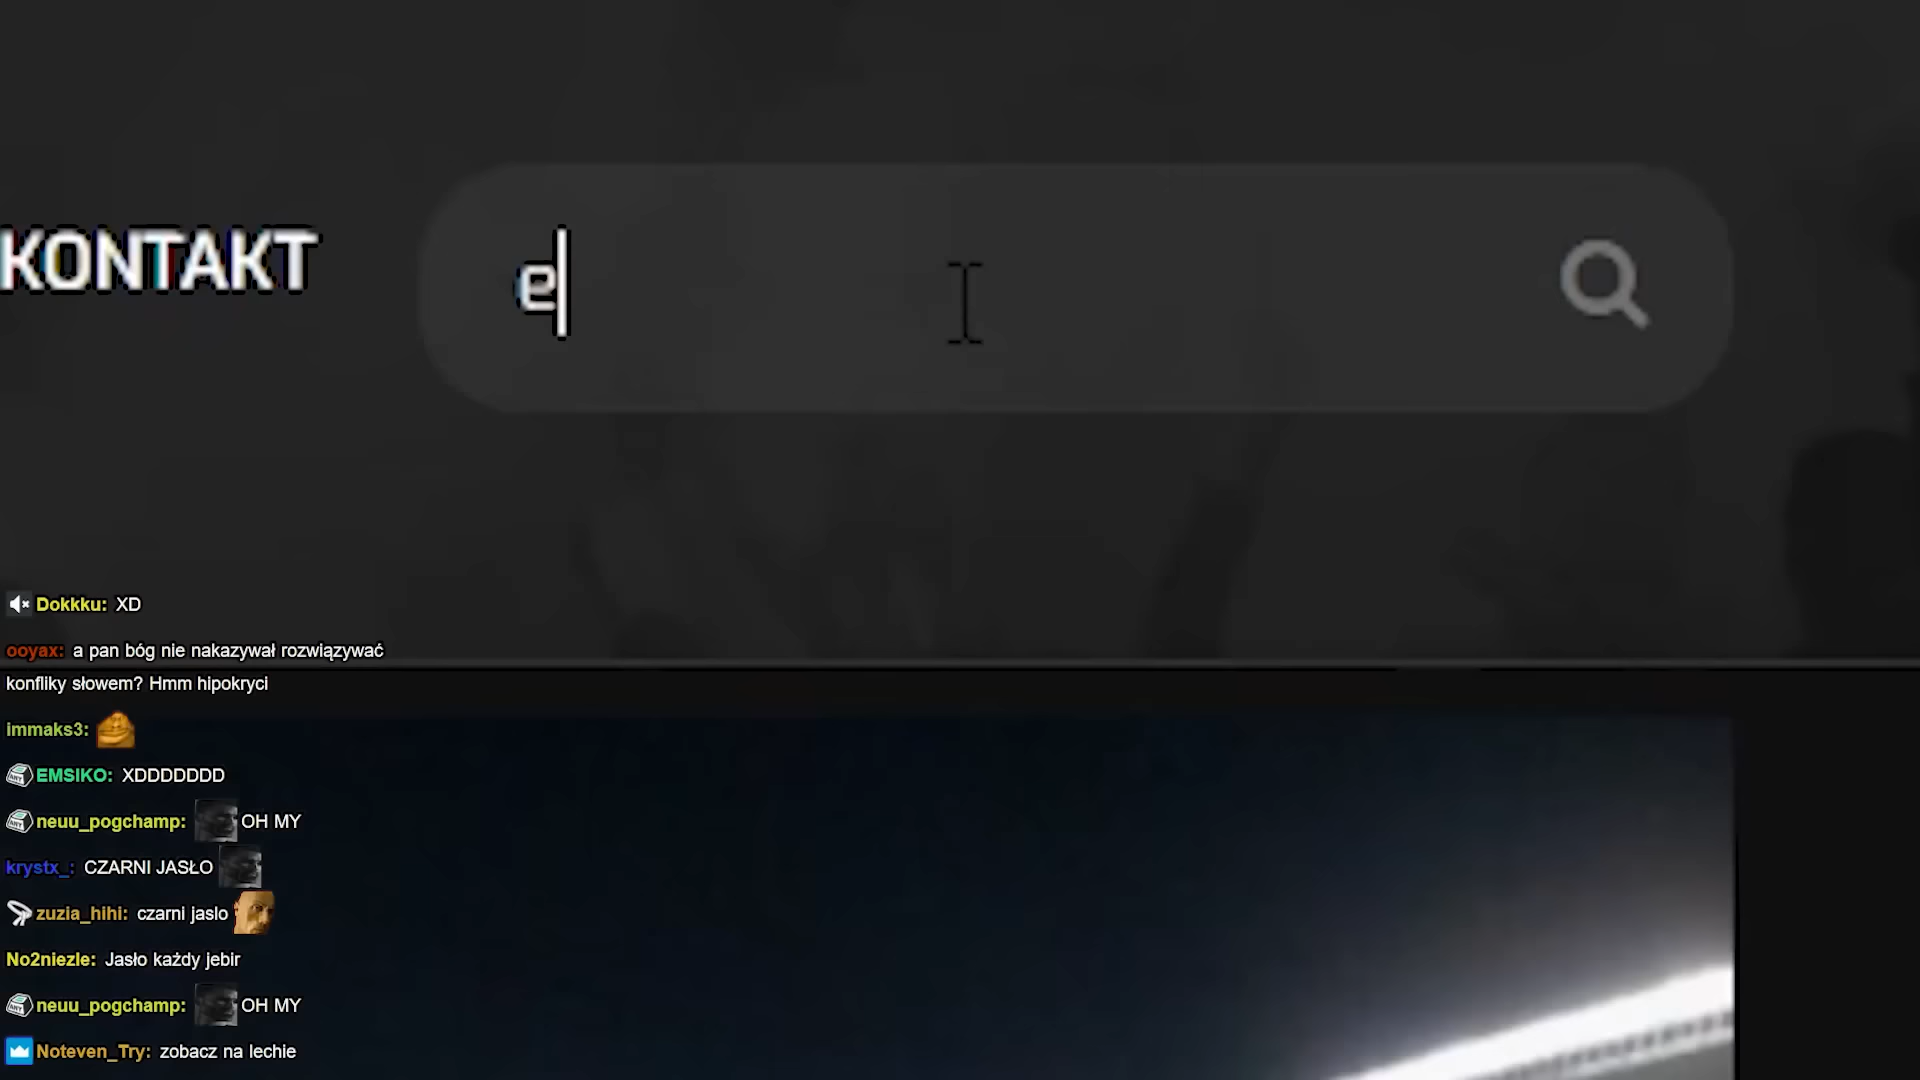 KONTAKT
e
Dokkku: XD
ooyax: a pan bóg nie nakazywał rozwiązywać
konfliky słowem? Hmm hipokryci
immaks3:
EMSIKO: XDDDDDDD
neuu_pogchamp: OH MY
krystx_: CZARNI JASŁO
zuzia_hihi: czarni jaslo
No2niezle: Jasło każdy jebir
neuu_pogchamp: OH MY
Noteven_Try: zobacz na lechie